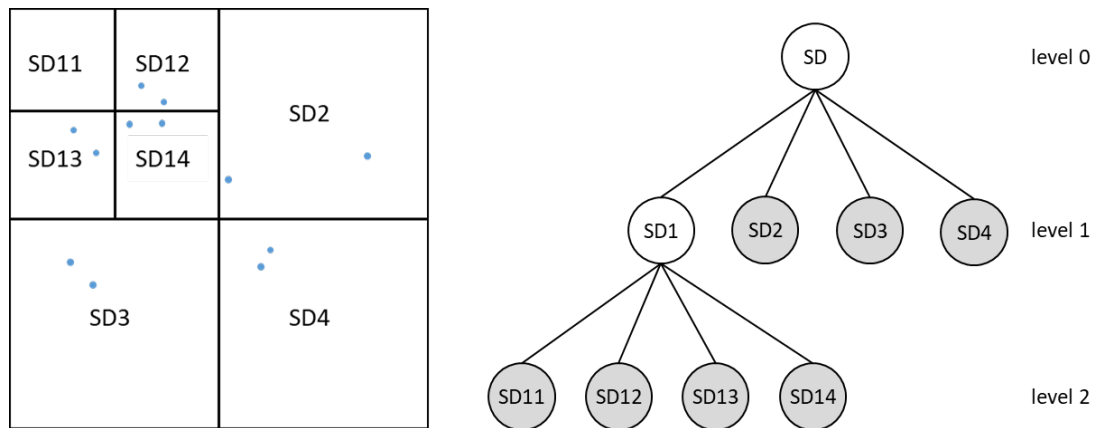 SD11
SD12
SD2
SD13
SD14
SD3
SD4
SD
level 0
SD1
SD2
SD3
SD4
level 1
SD11
SD12
SD13
SD14
level 2